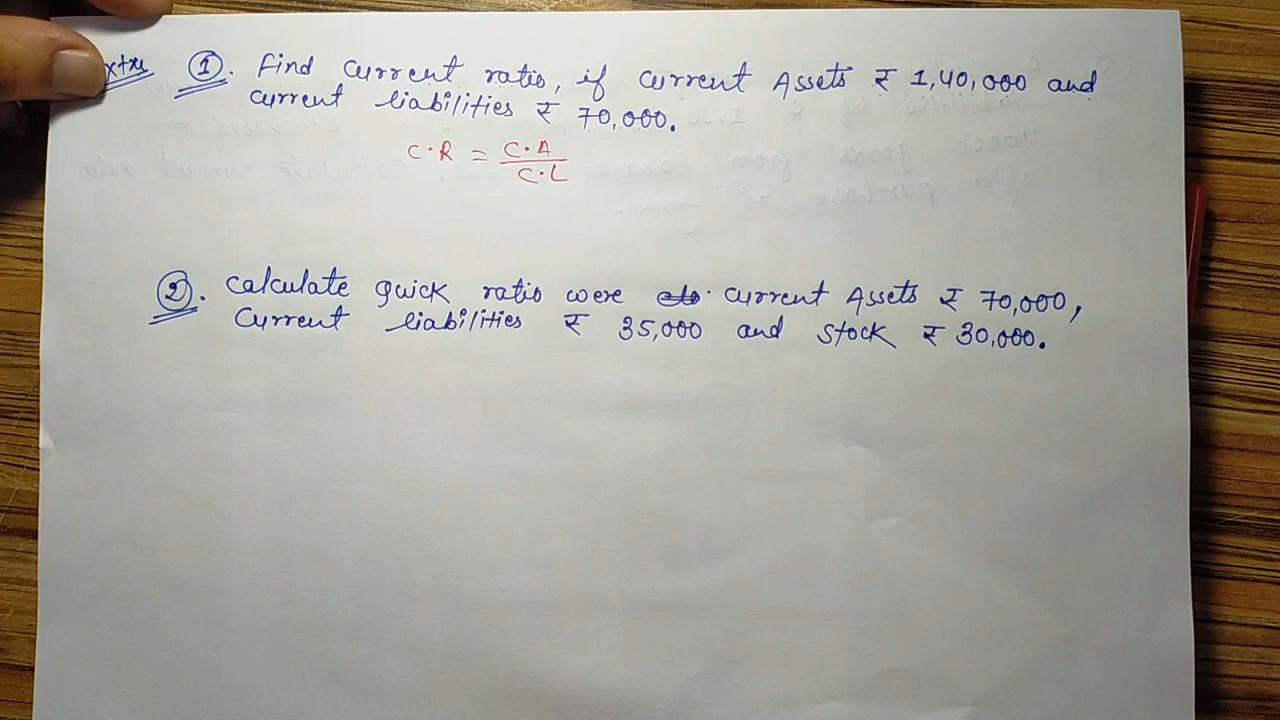 ①. Find current ratio, if current Assets ₹ 1,40,000 and
current liabilities ₹ 70,000.
C·R = C·A
C·L
②. Calculate quick ratio were current Assets ₹ 70,000,
Current liabilities ₹ 35,000 and stock ₹ 30,000.